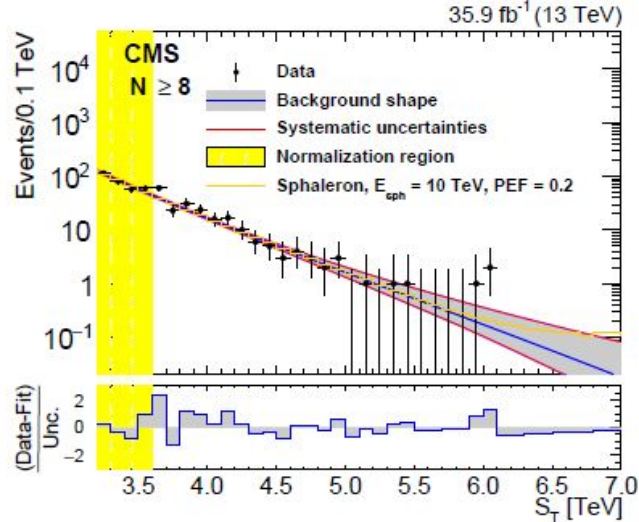 35.9 fb⁻¹ (13 TeV)
Events/0.1 TeV
10⁴
10³
10²
10
1
10⁻¹
CMS
N ≥ 8
Data
Background shape
Systematic uncertainties
Normalization region
Sphaleron, E_sph = 10 TeV, PEF = 0.2
(Data-Fit)
Unc.
2
0
−2
3.5 4.0 4.5 5.0 5.5 6.0 6.5 7.0
S_T [TeV]